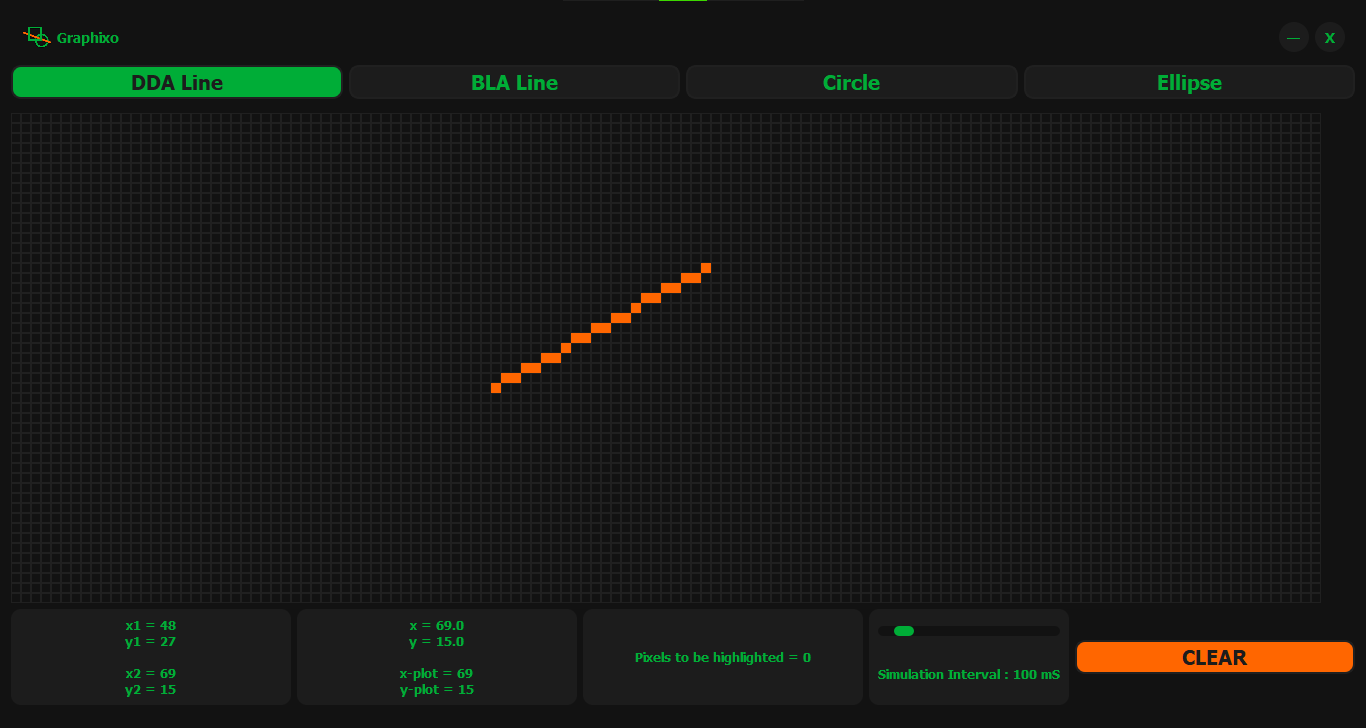 Graphixo
— X
DDA Line
BLA Line
Circle
Ellipse
x1 = 48
y1 = 27
x2 = 69
y2 = 15
x = 69.0
y = 15.0
x-plot = 69
y-plot = 15
Pixels to be highlighted = 0
Simulation Interval : 100 mS
CLEAR